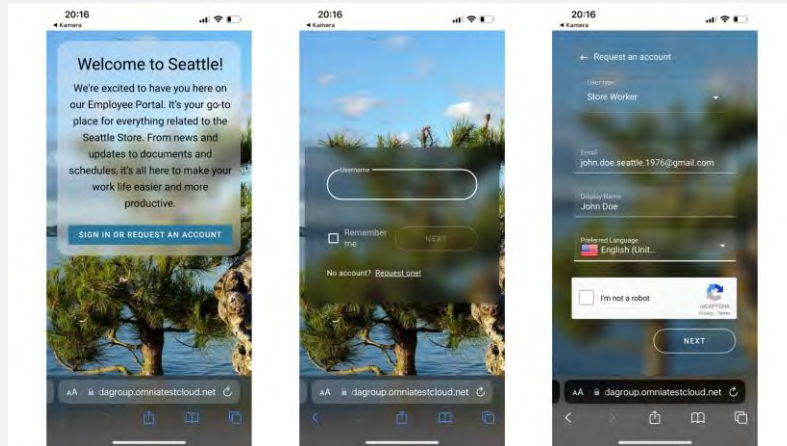 20:16
◀ Kamera
Welcome to Seattle!
We're excited to have you here on
our Employee Portal. It's your go-to
place for everything related to the
Seattle Store. From news and
updates to documents and
schedules, it's all here to make your
work life easier and more
productive.
SIGN IN OR REQUEST AN ACCOUNT
AA dagroup.omniatestcloud.net
20:16
◀ Kamera
Username
Remember
me
NEXT
No account? Request one!
AA dagroup.omniatestcloud.net
20:16
◀ Kamera
← Request an account
User type
Store Worker
Email
john.doe.seattle.1976@gmail.com
Display Name
John Doe
Preferred Language
English (Unit...
I'm not a robot
reCAPTCHA
Privacy - Terms
NEXT
AA dagroup.omniatestcloud.net